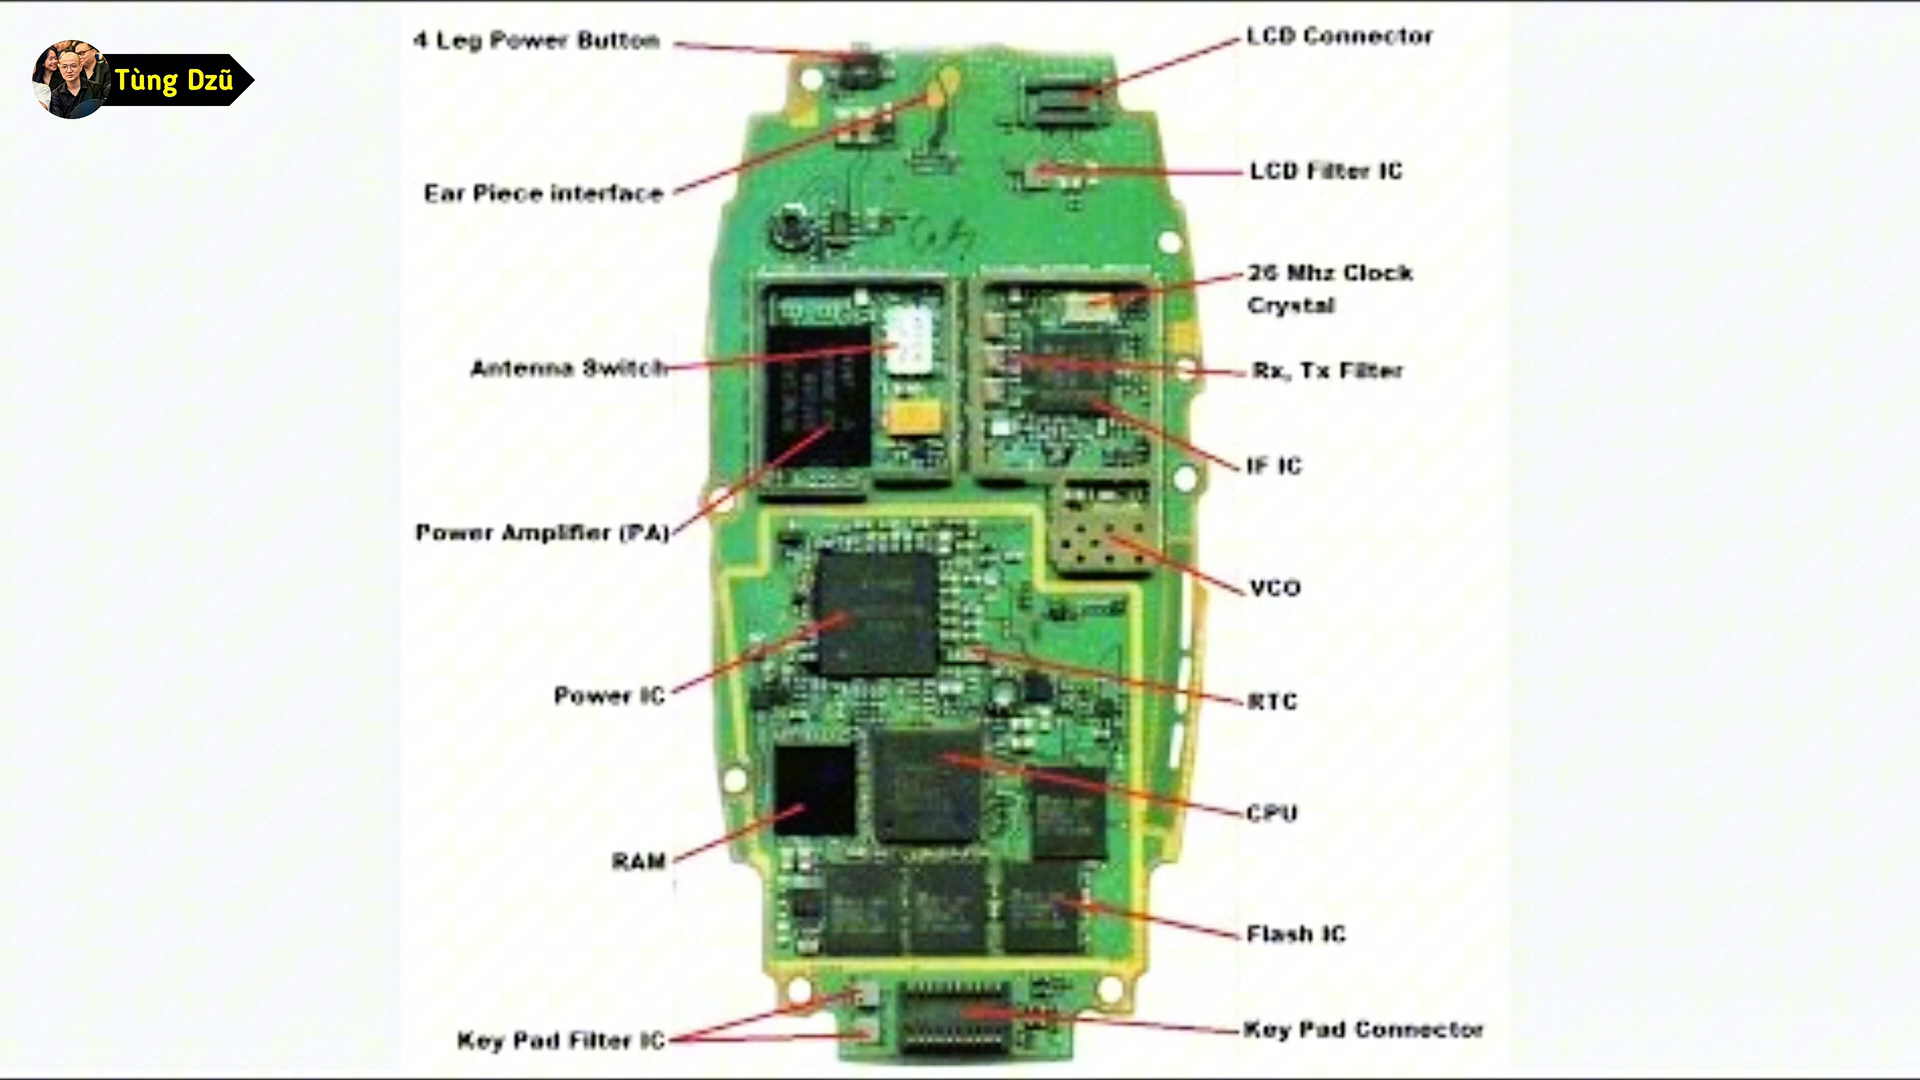 Tùng Dzũ
4 Leg Power Button
LCD Connector
Ear Piece interface
LCD Filter IC
26 Mhz Clock
Crystal
Antenna Switch
Rx, Tx Filter
IF IC
Power Amplifier (PA)
VCO
Power IC
RTC
CPU
RAM
Flash IC
Key Pad Filter IC
Key Pad Connector